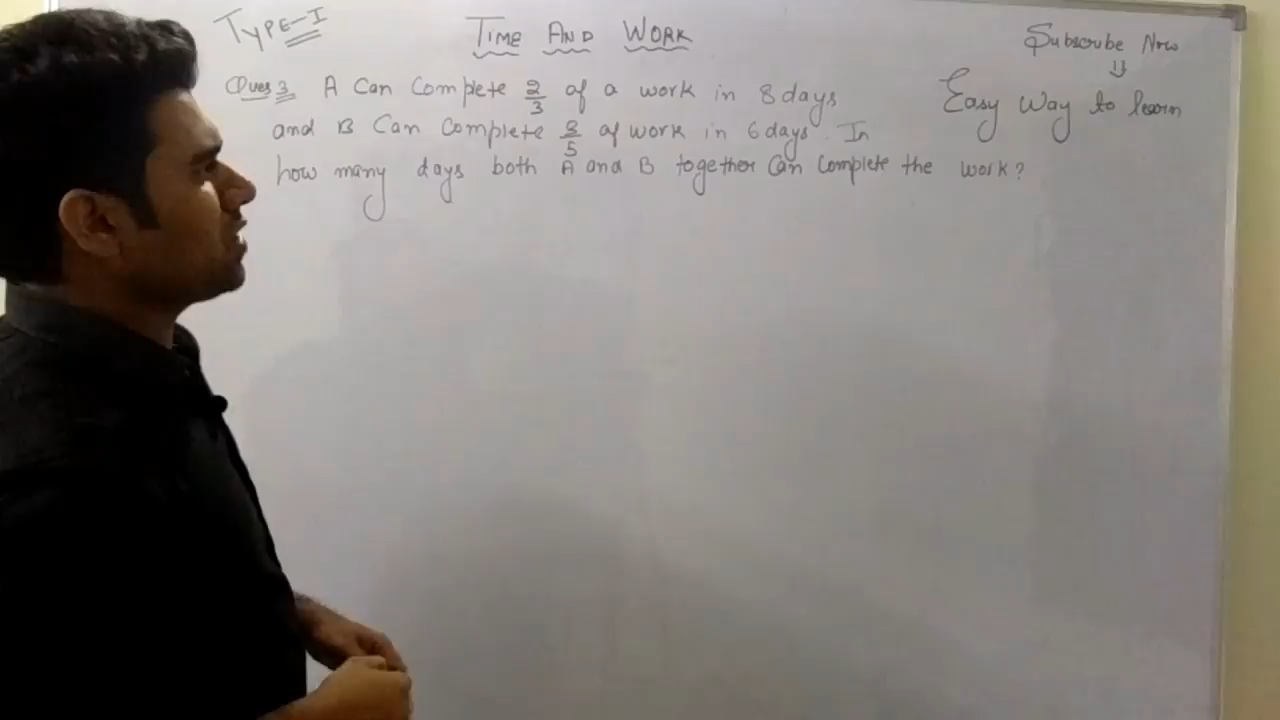 Type-I
Time And Work
Subscribe Now
Easy Way to learn
Ques 3. A Can Complete 2/3 of a work in 8 days
and B Can Complete 3/5 of work in 6 days. In
how many days both A and B together Can Complete the work?